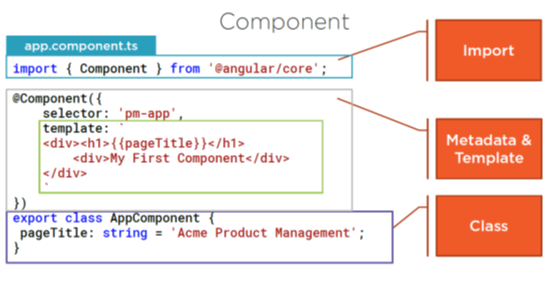 Component
app.component.ts
import { Component } from '@angular/core';
Import
@Component({
selector: 'pm-app',
template: `
<div><h1>{{pageTitle}}</h1>
<div>My First Component</div>
</div>
`
})
Metadata &
Template
export class AppComponent {
pageTitle: string = 'Acme Product Management';
}
Class